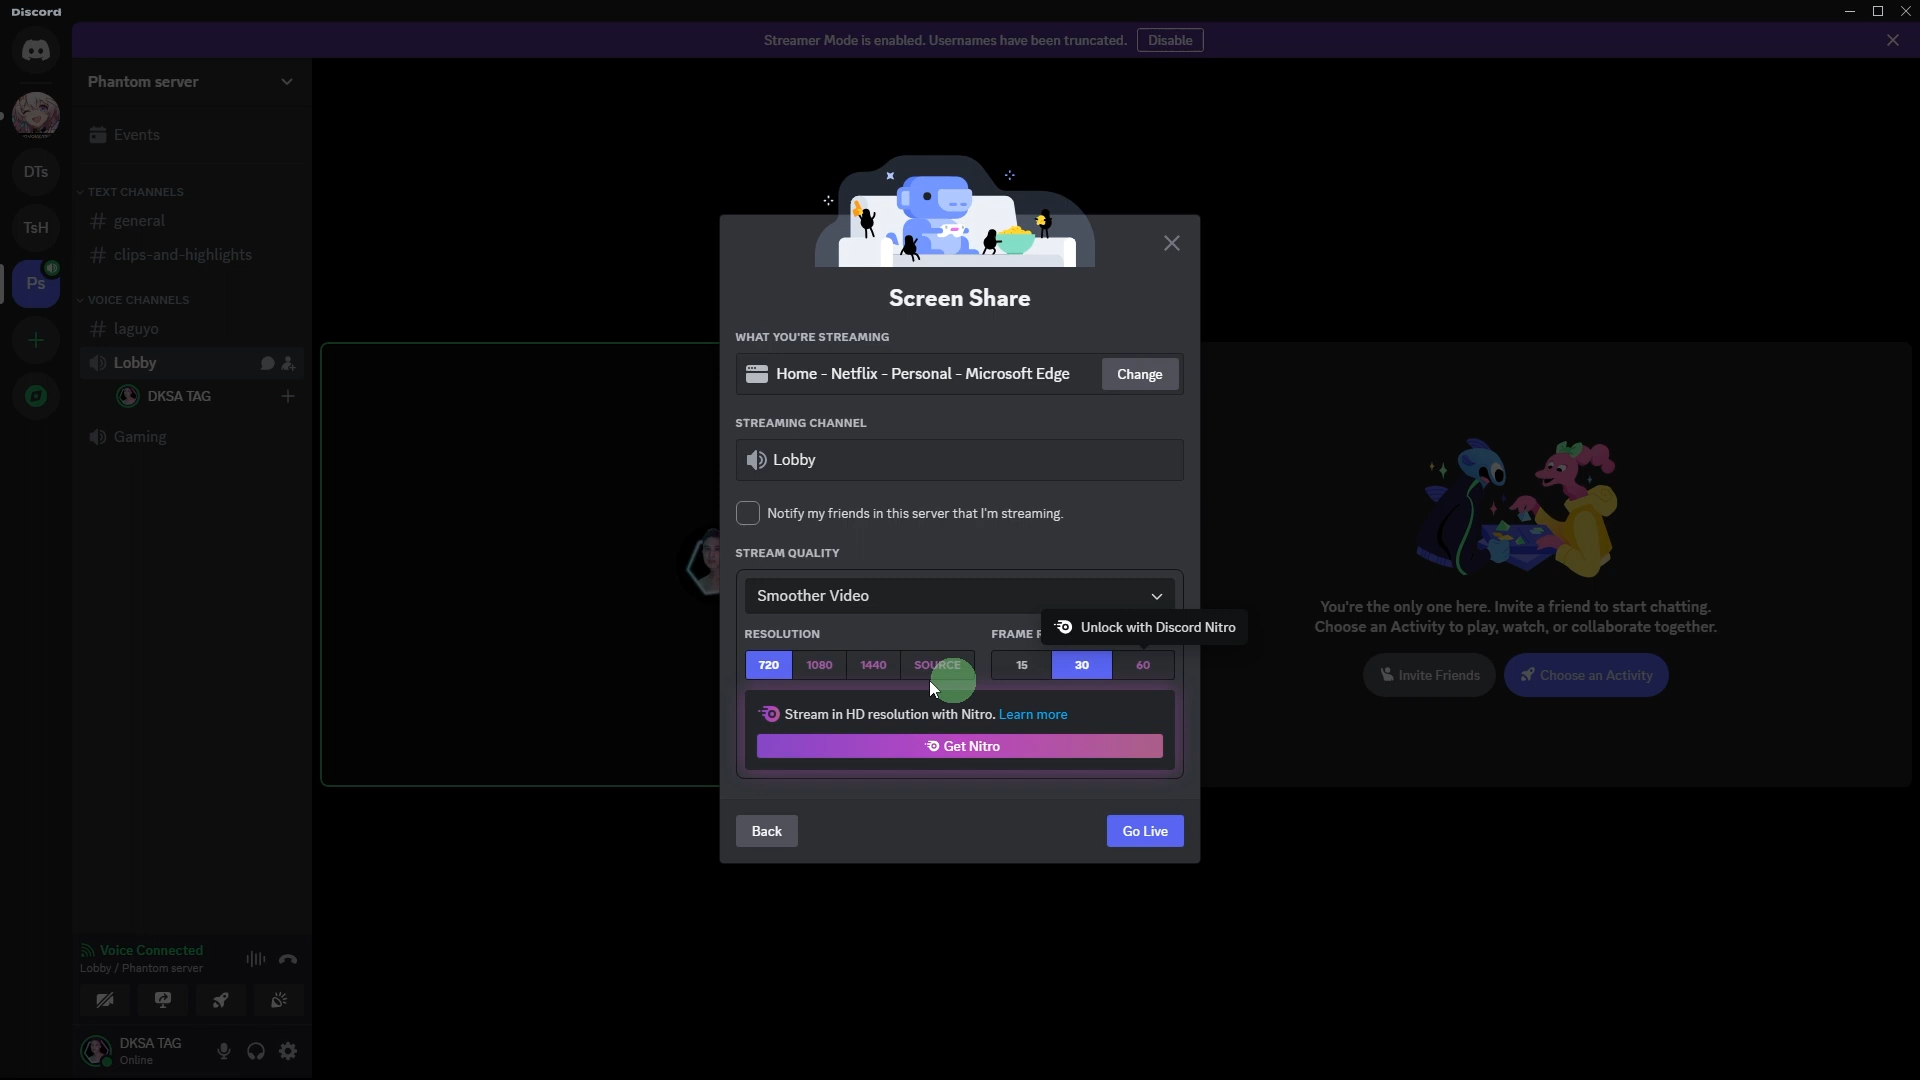 Discord
Streamer Mode is enabled. Usernames have been truncated.
Disable
Phantom server
Events
DTs
TEXT CHANNELS
# general
TsH
# clips-and-highlights
Ps
VOICE CHANNELS
# laguyo
Lobby
DKSA TAG
Gaming
Screen Share
WHAT YOU'RE STREAMING
Home - Netflix - Personal - Microsoft Edge
Change
STREAMING CHANNEL
Lobby
Notify my friends in this server that I'm streaming.
STREAM QUALITY
Smoother Video
Unlock with Discord Nitro
RESOLUTION
FRAME R
720 1080 1440 SOURCE
15 30 60
Stream in HD resolution with Nitro. Learn more
Get Nitro
Back
Go Live
You're the only one here. Invite a friend to start chatting.
Choose an Activity to play, watch, or collaborate together.
Invite Friends
Choose an Activity
Voice Connected
Lobby / Phantom server
DKSA TAG
Online